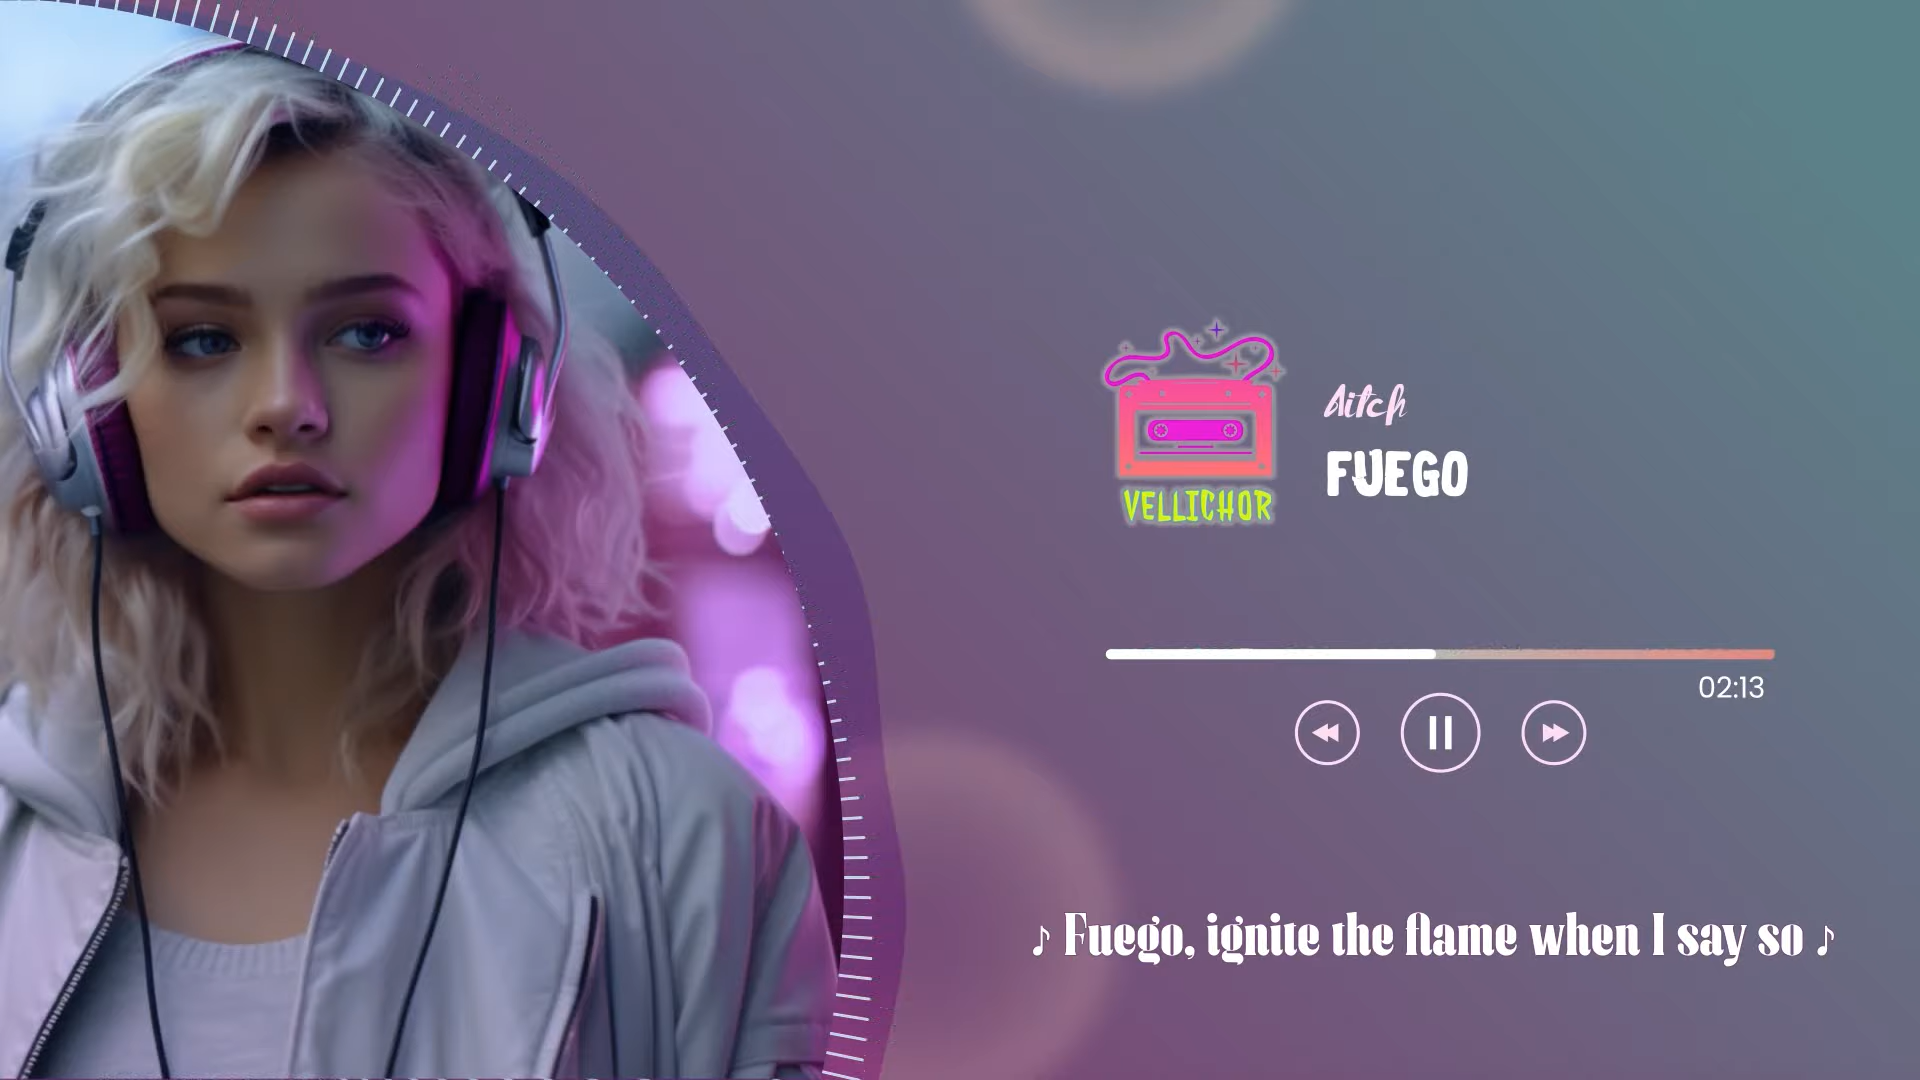 Aitch
FUEGO
VELLICHOR
02:13
♪ Fuego, ignite the flame when I say so ♪